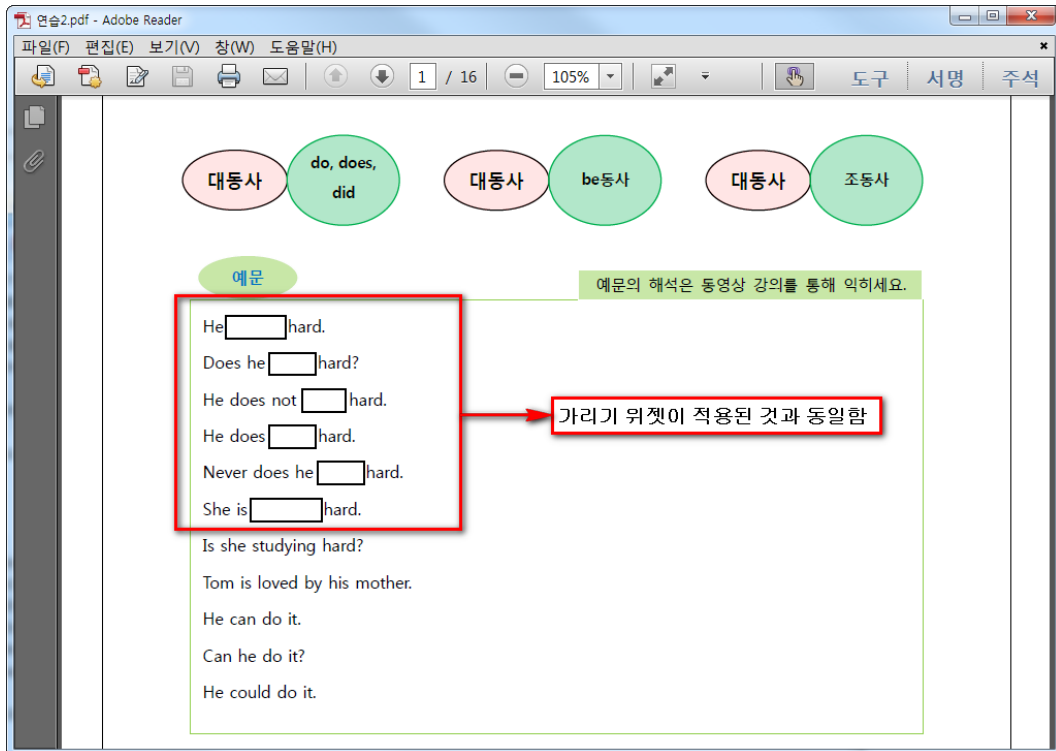 연습2.pdf - Adobe Reader
파일(F) 편집(E) 보기(V) 창(W) 도움말(H)
1 / 16 105% 도구 서명 주석
대동사 do, does, did
대동사 be동사
대동사 조동사
예문
예문의 해석은 동영상 강의를 통해 익히세요.
He hard.
Does he hard?
He does not hard.
He does hard.
Never does he hard.
She is hard.
가리기 위젯이 적용된 것과 동일함
Is she studying hard?
Tom is loved by his mother.
He can do it.
Can he do it?
He could do it.